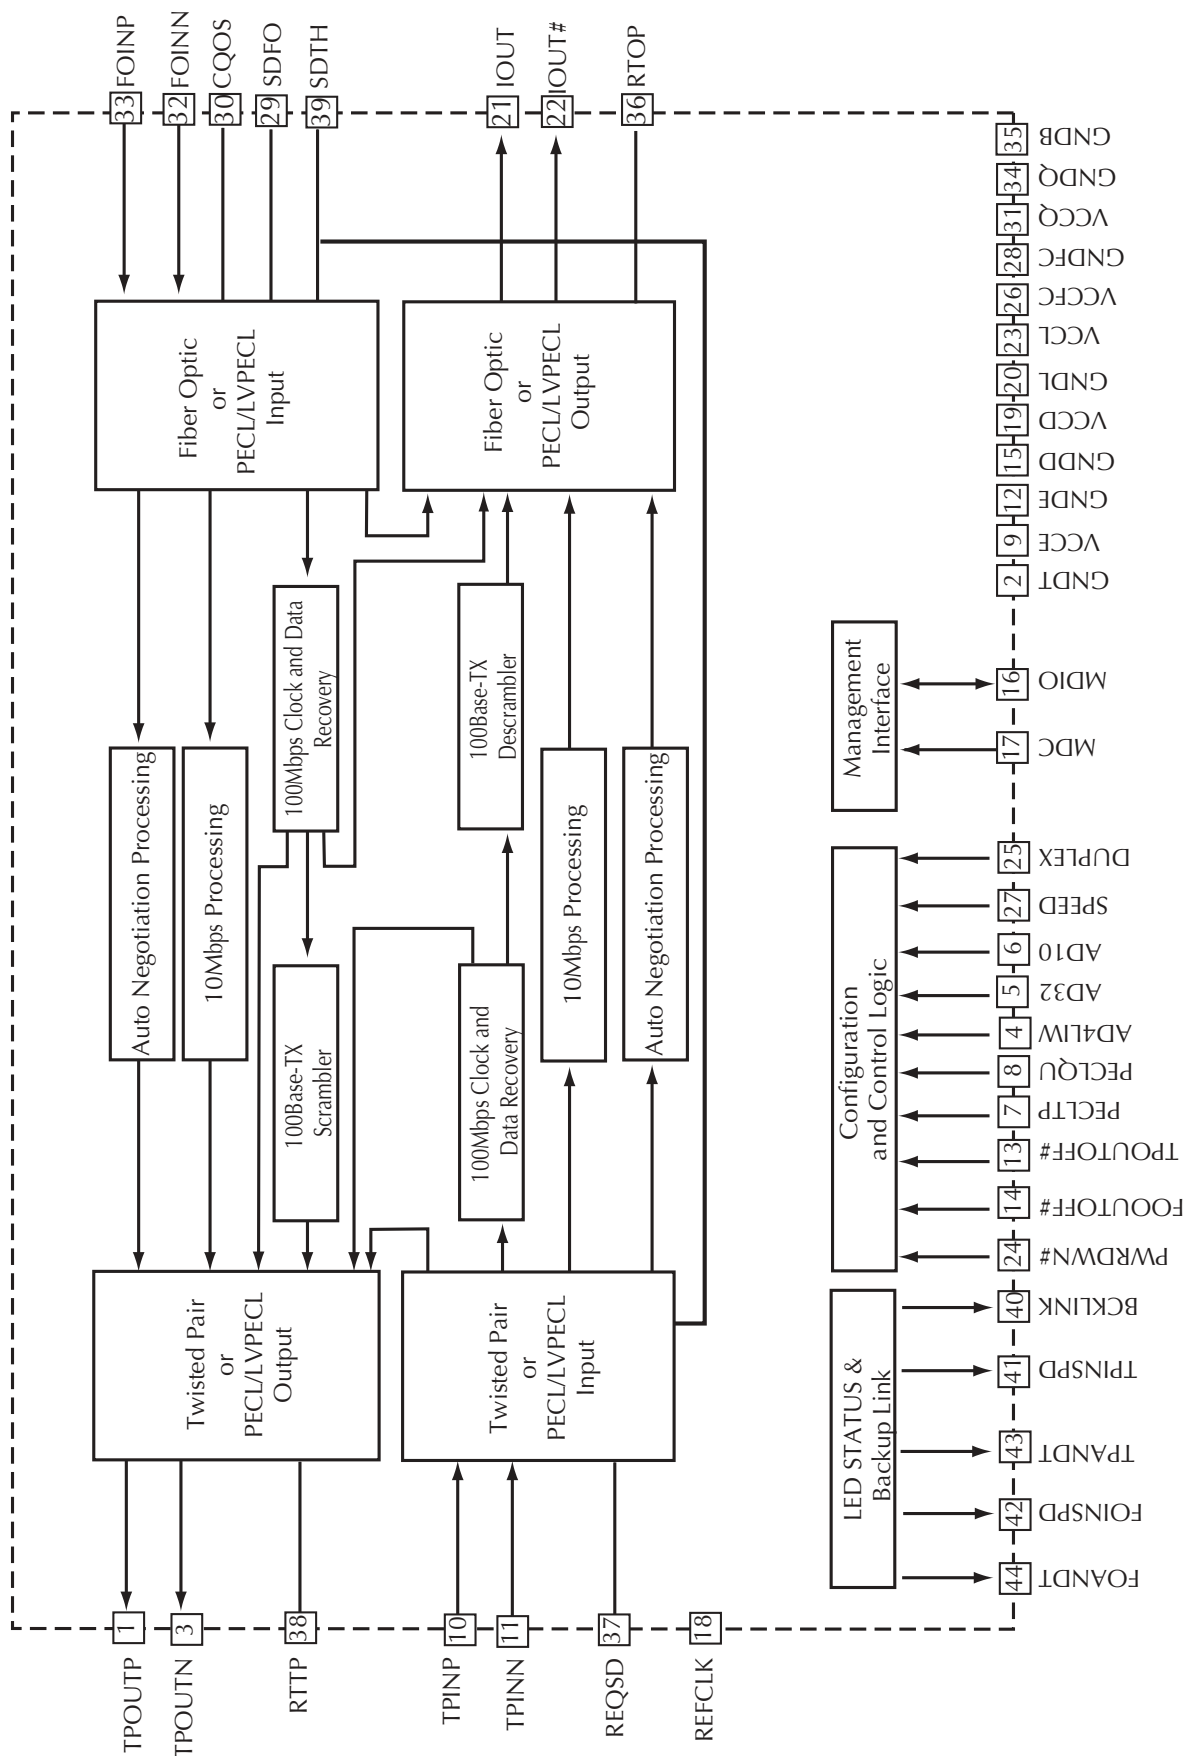 33 FOINP
32 FOINN
30 CQOS
29 SDFO
39 SDTH
21 IOUT
22 IOUT#
36 RTOP
Fiber Optic
or
PECL/LVPECL
Input
Fiber Optic
or
PECL/LVPECL
Output
Auto Negotiation Processing
10Mbps Processing
100Mbps Clock and Data
Recovery
100Base-TX
Scrambler
100Base-TX
Descrambler
100Mbps Clock and
Data Recovery
10Mbps Processing
Auto Negotiation Processing
Twisted Pair
or
PECL/LVPECL
Output
Twisted Pair
or
PECL/LVPECL
Input
TPOUTP 1
TPOUTN 3
RTTP 38
TPINP 10
TPINN 11
REQSD 37
REFCLK 18
Management
Interface
Configuration
and Control Logic
LED STATUS &
Backup Link
35 GNDB
34 GNDQ
31 VCCQ
28 GNDFC
26 VCCFC
23 VCCL
20 GNDL
19 VCCD
15 GNDD
12 GNDE
9 VCCE
2 GNDT
16 MDIO
17 MDC
25 DUPLEX
27 SPEED
6 AD10
5 AD32
4 AD4LIW
8 PECLQU
7 PECLTP
13 TPOUTOFF#
14 FOOUTOFF#
24 PWRDWN#
40 BCKLINK
41 TPINSPD
43 TPANDT
42 FOINSPD
44 FOANDT